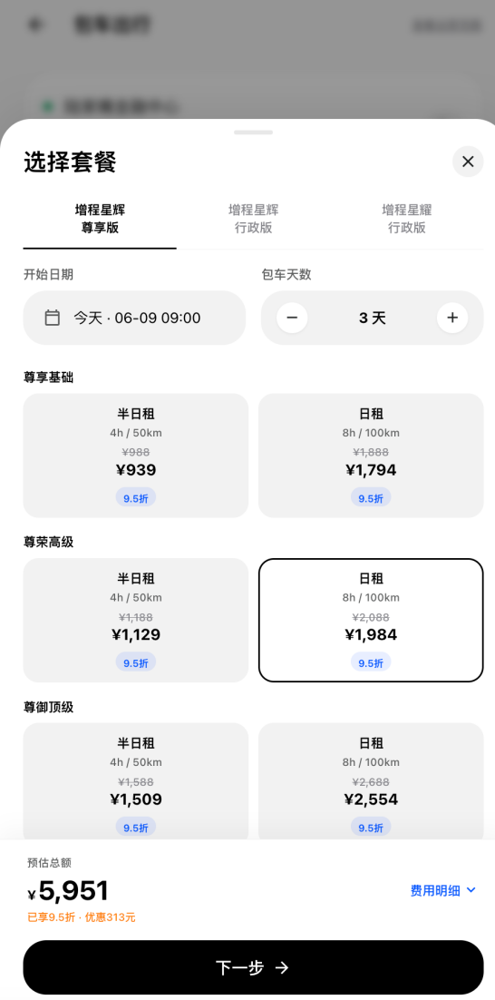 包车出行
选择套餐
增程星辉
尊享版
增程星辉
行政版
增程星耀
行政版
开始日期
包车天数
今天 · 06-09 09:00
3 天
尊享基础
半日租
4h / 50km
¥988
¥939
9.5折
日租
8h / 100km
¥1,888
¥1,794
9.5折
尊荣高级
半日租
4h / 50km
¥1,188
¥1,129
9.5折
日租
8h / 100km
¥2,088
¥1,984
9.5折
尊御顶级
半日租
4h / 50km
¥1,588
¥1,509
9.5折
日租
8h / 100km
¥2,688
¥2,554
9.5折
预估总额
¥5,951
费用明细
已享9.5折 · 优惠313元
下一步 →